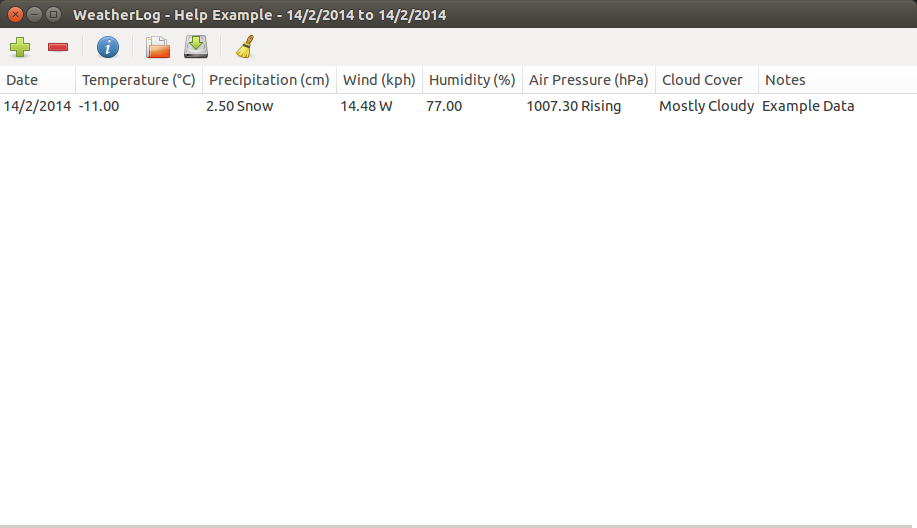 WeatherLog - Help Example - 14/2/2014 to 14/2/2014
Date Temperature (°C) Precipitation (cm) Wind (kph) Humidity (%) Air Pressure (hPa) Cloud Cover Notes
14/2/2014 -11.00 2.50 Snow 14.48 W 77.00 1007.30 Rising Mostly Cloudy Example Data